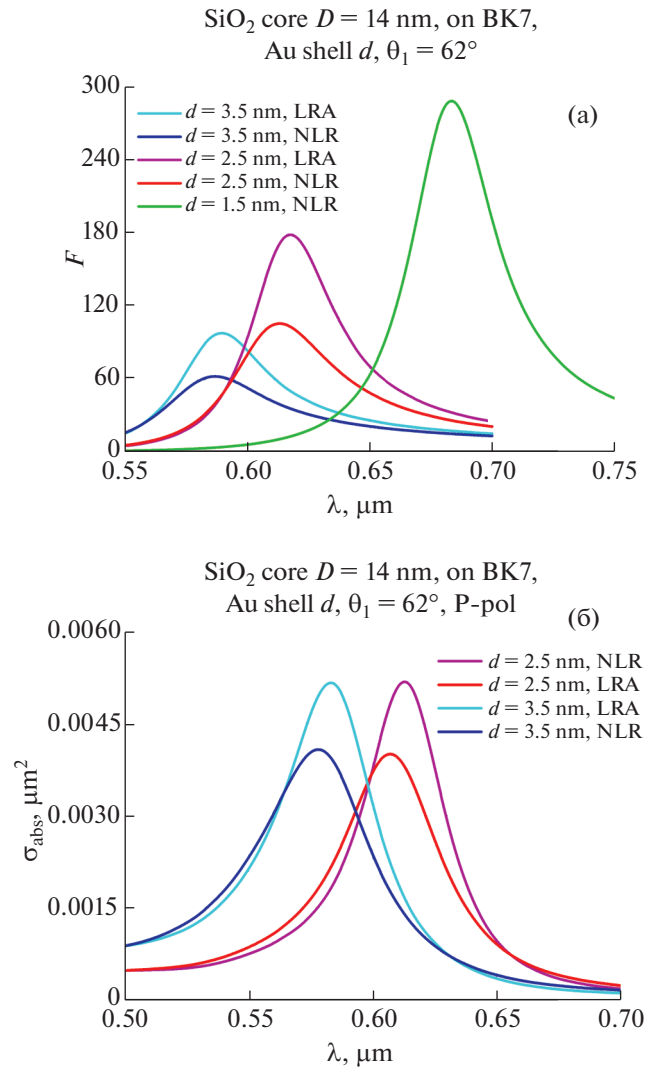 SiO₂ core D = 14 nm, on BK7,
Au shell d, θ₁ = 62°
(а)
d = 3.5 nm, LRA
d = 3.5 nm, NLR
d = 2.5 nm, LRA
d = 2.5 nm, NLR
d = 1.5 nm, NLR
F
300
240
180
120
60
0
0.55 0.60 0.65 0.70 0.75
λ, μm
SiO₂ core D = 14 nm, on BK7,
Au shell d, θ₁ = 62°, P-pol
(б)
d = 2.5 nm, NLR
d = 2.5 nm, LRA
d = 3.5 nm, LRA
d = 3.5 nm, NLR
σabs, μm²
0.0060
0.0045
0.0030
0.0015
0
0.50 0.55 0.60 0.65 0.70
λ, μm